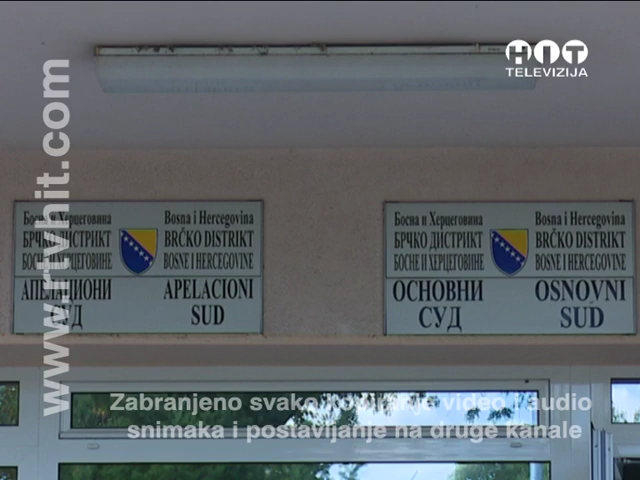 HIT
TELEVIZIJA
www.rtvhit.com
Босна и Херцеговина
БРЧКО ДИСТРИКТ
БОСНЕ И ХЕРЦЕГОВИНЕ
Bosna i Hercegovina
BRČKO DISTRIKT
BOSNE I HERCEGOVINE
АПЕЛАЦИОНИ
СУД
APELACIONI
SUD
Босна и Херцеговина
БРЧКО ДИСТРИКТ
БОСНЕ И ХЕРЦЕГОВИНЕ
Bosna i Hercegovina
BRČKO DISTRIKT
BOSNE I HERCEGOVINE
ОСНОВНИ
СУД
OSNOVNI
SUD
Zabranjeno svako kopiranje video i audio
snimaka i postavljanje na druge kanale